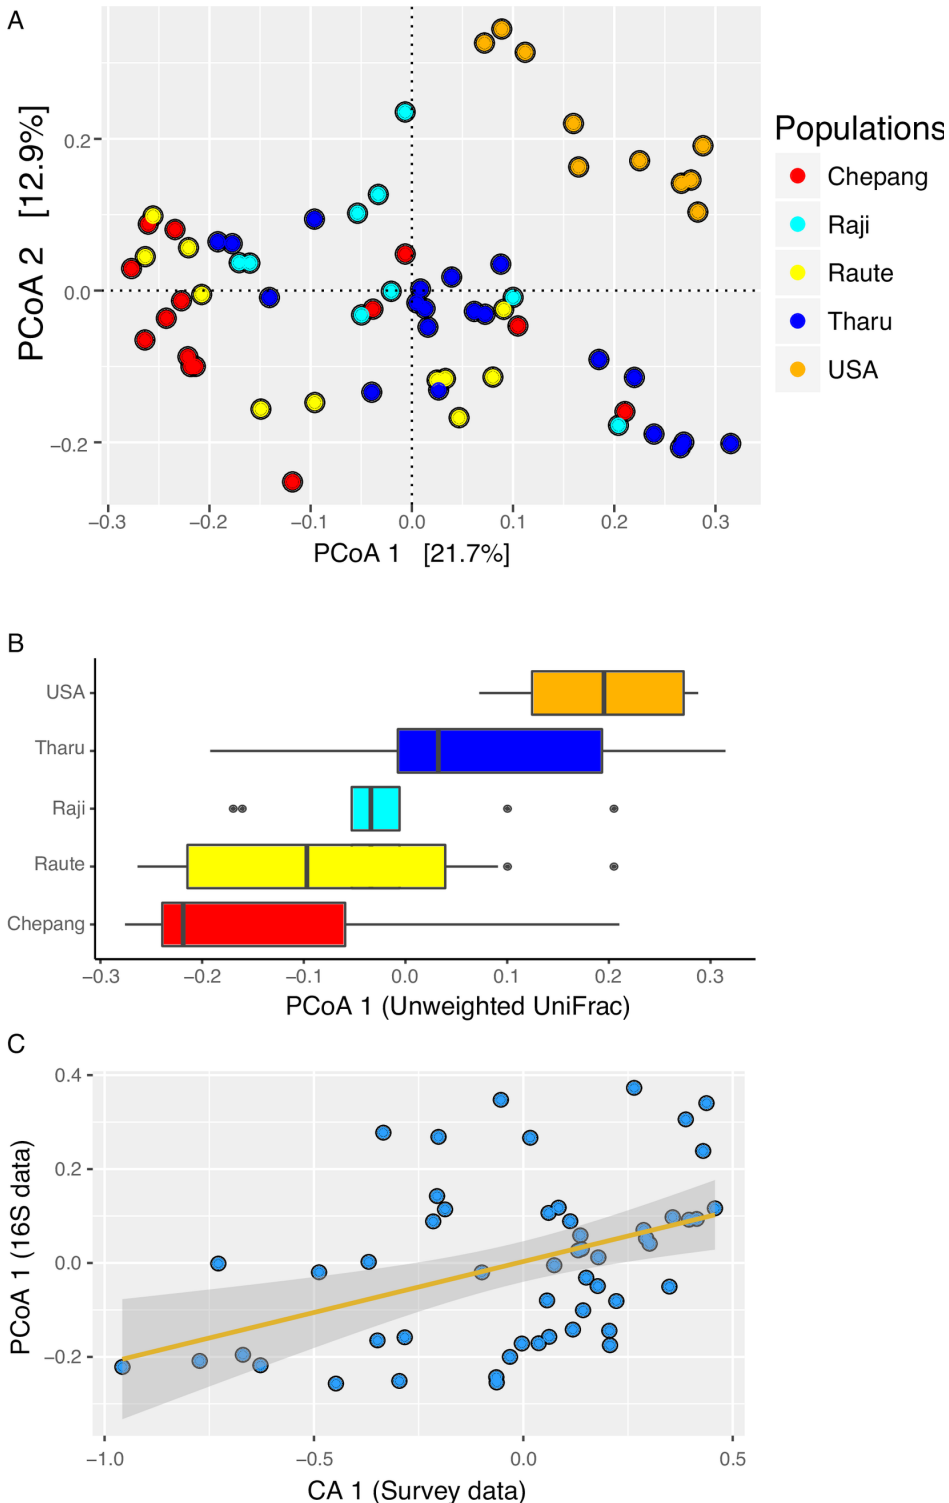 A
PCoA 2 [12.9%]
0.2
0.0
−0.2
−0.3 −0.2 −0.1 0.0 0.1 0.2 0.3
PCoA 1 [21.7%]
Populations
Chepang
Raji
Raute
Tharu
USA
B
USA
Tharu
Raji
Raute
Chepang
−0.3 −0.2 −0.1 0.0 0.1 0.2 0.3
PCoA 1 (Unweighted UniFrac)
C
PCoA 1 (16S data)
0.4
0.2
0.0
−0.2
−1.0 −0.5 0.0 0.5
CA 1 (Survey data)